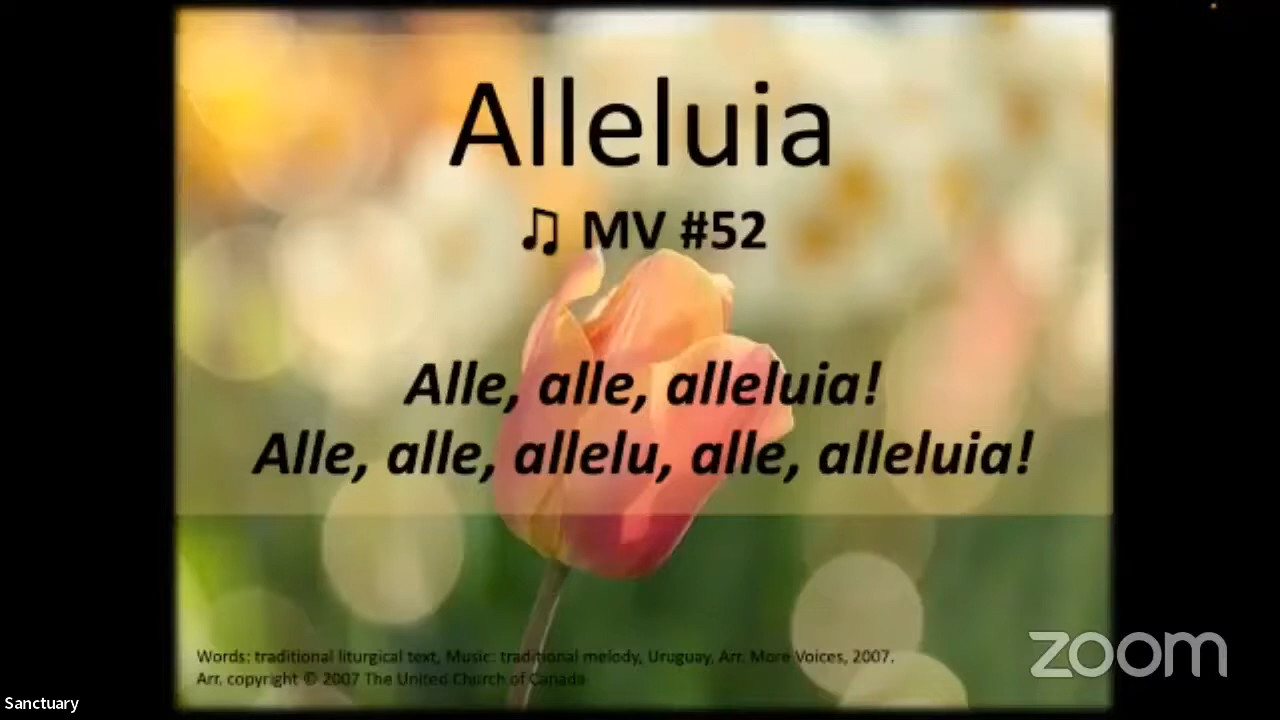 Alleluia
♫ MV #52
Alle, alle, alleluia!
Alle, alle, allelu, alle, alleluia!
Words: traditional liturgical text, Music: traditional melody, Uruguay, Arr. More Voices, 2007.
Arr. copyright © 2007 The United Church of Canada
zoom
Sanctuary